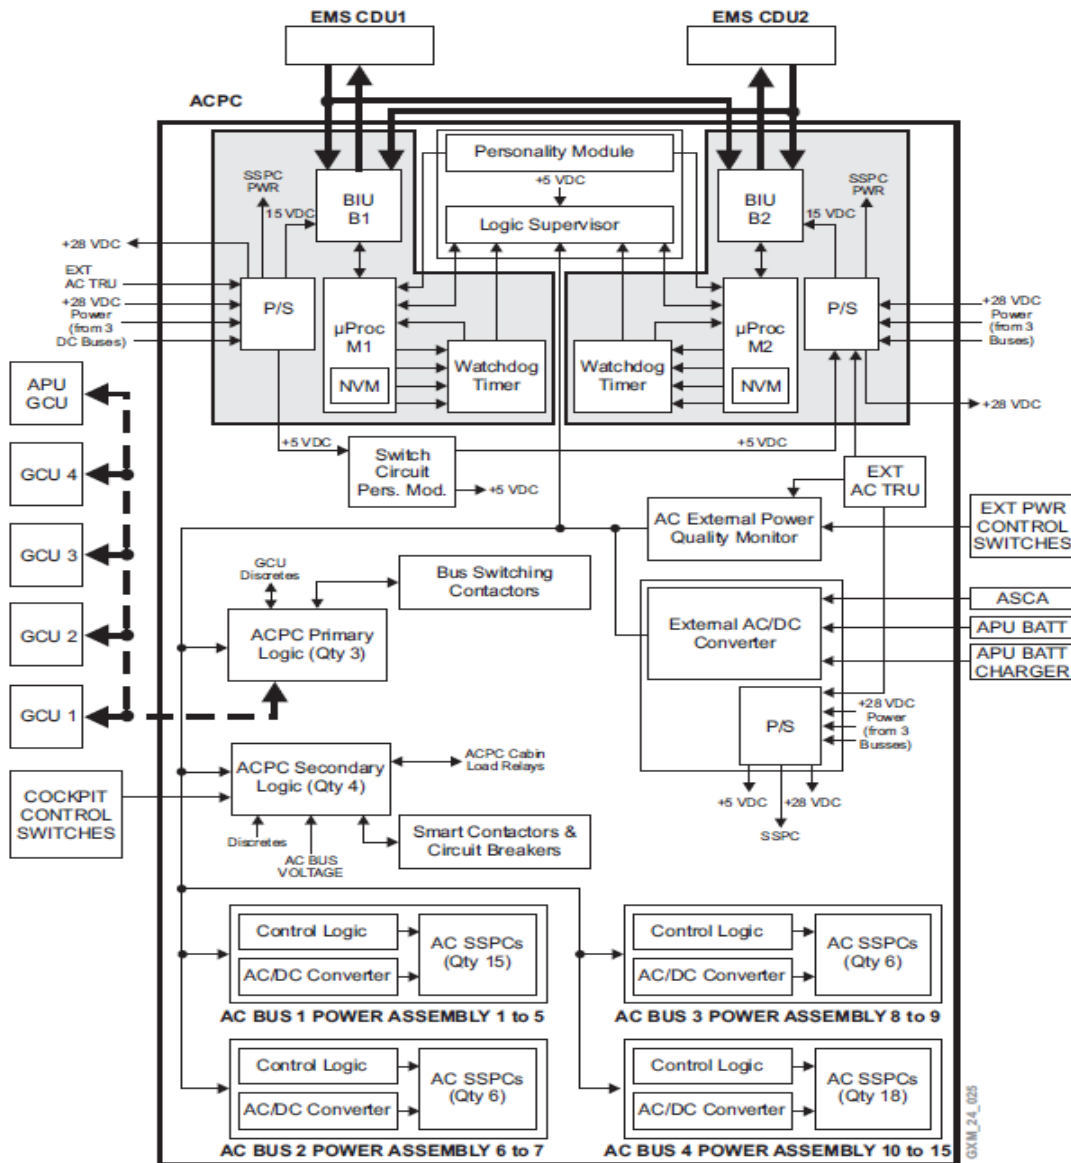 EMS CDU1
EMS CDU2
ACPC
Personality Module
+5 VDC
Logic Supervisor
SSPC
PWR
15 VDC
BIU
B1
BIU
B2
15 VDC
SSPC
PWR
+28 VDC
EXT
AC TRU
+28 VDC
Power
(from 3
DC Buses)
P/S
µProc
M1
NVM
Watchdog
Timer
Watchdog
Timer
µProc
M2
NVM
P/S
+28 VDC
Power
(from 3
Buses)
+28 VDC
APU
GCU
GCU 4
GCU 3
GCU 2
GCU 1
+5 VDC
Switch
Circuit
Pers. Mod.
+5 VDC
+5 VDC
EXT
AC TRU
AC External Power
Quality Monitor
EXT PWR
CONTROL
SWITCHES
GCU
Discretes
Bus Switching
Contactors
ACPC Primary
Logic (Qty 3)
External AC/DC
Converter
ASCA
APU BATT
APU BATT
CHARGER
P/S
+28 VDC
Power
(from 3
Busses)
+5 VDC
+28 VDC
SSPC
ACPC Secondary
Logic (Qty 4)
ACPC Cabin
Load Relays
COCKPIT
CONTROL
SWITCHES
Discretes
AC BUS
VOLTAGE
Smart Contactors &
Circuit Breakers
Control Logic
AC/DC Converter
AC SSPCs
(Qty 15)
AC BUS 1 POWER ASSEMBLY 1 to 5
Control Logic
AC/DC Converter
AC SSPCs
(Qty 6)
AC BUS 3 POWER ASSEMBLY 8 to 9
Control Logic
AC/DC Converter
AC SSPCs
(Qty 6)
AC BUS 2 POWER ASSEMBLY 6 to 7
Control Logic
AC/DC Converter
AC SSPCs
(Qty 18)
AC BUS 4 POWER ASSEMBLY 10 to 15
GXM_24_025